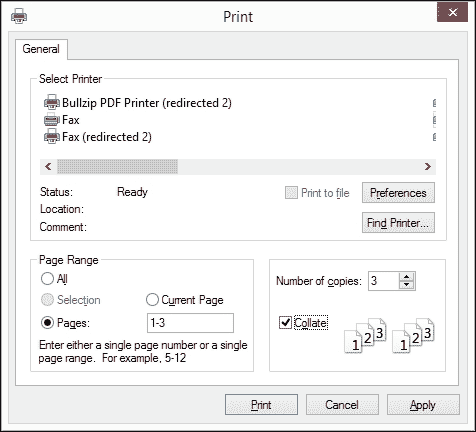 Print
General
Select Printer
Bullzip PDF Printer (redirected 2)
Fax
Fax (redirected 2)
Status: Ready
Print to file
Preferences
Location:
Comment:
Find Printer...
Page Range
All
Selection
Current Page
Pages: 1-3
Enter either a single page number or a single
page range. For example, 5-12
Number of copies: 3
Collate
1 2 3 1 2 3
Print
Cancel
Apply